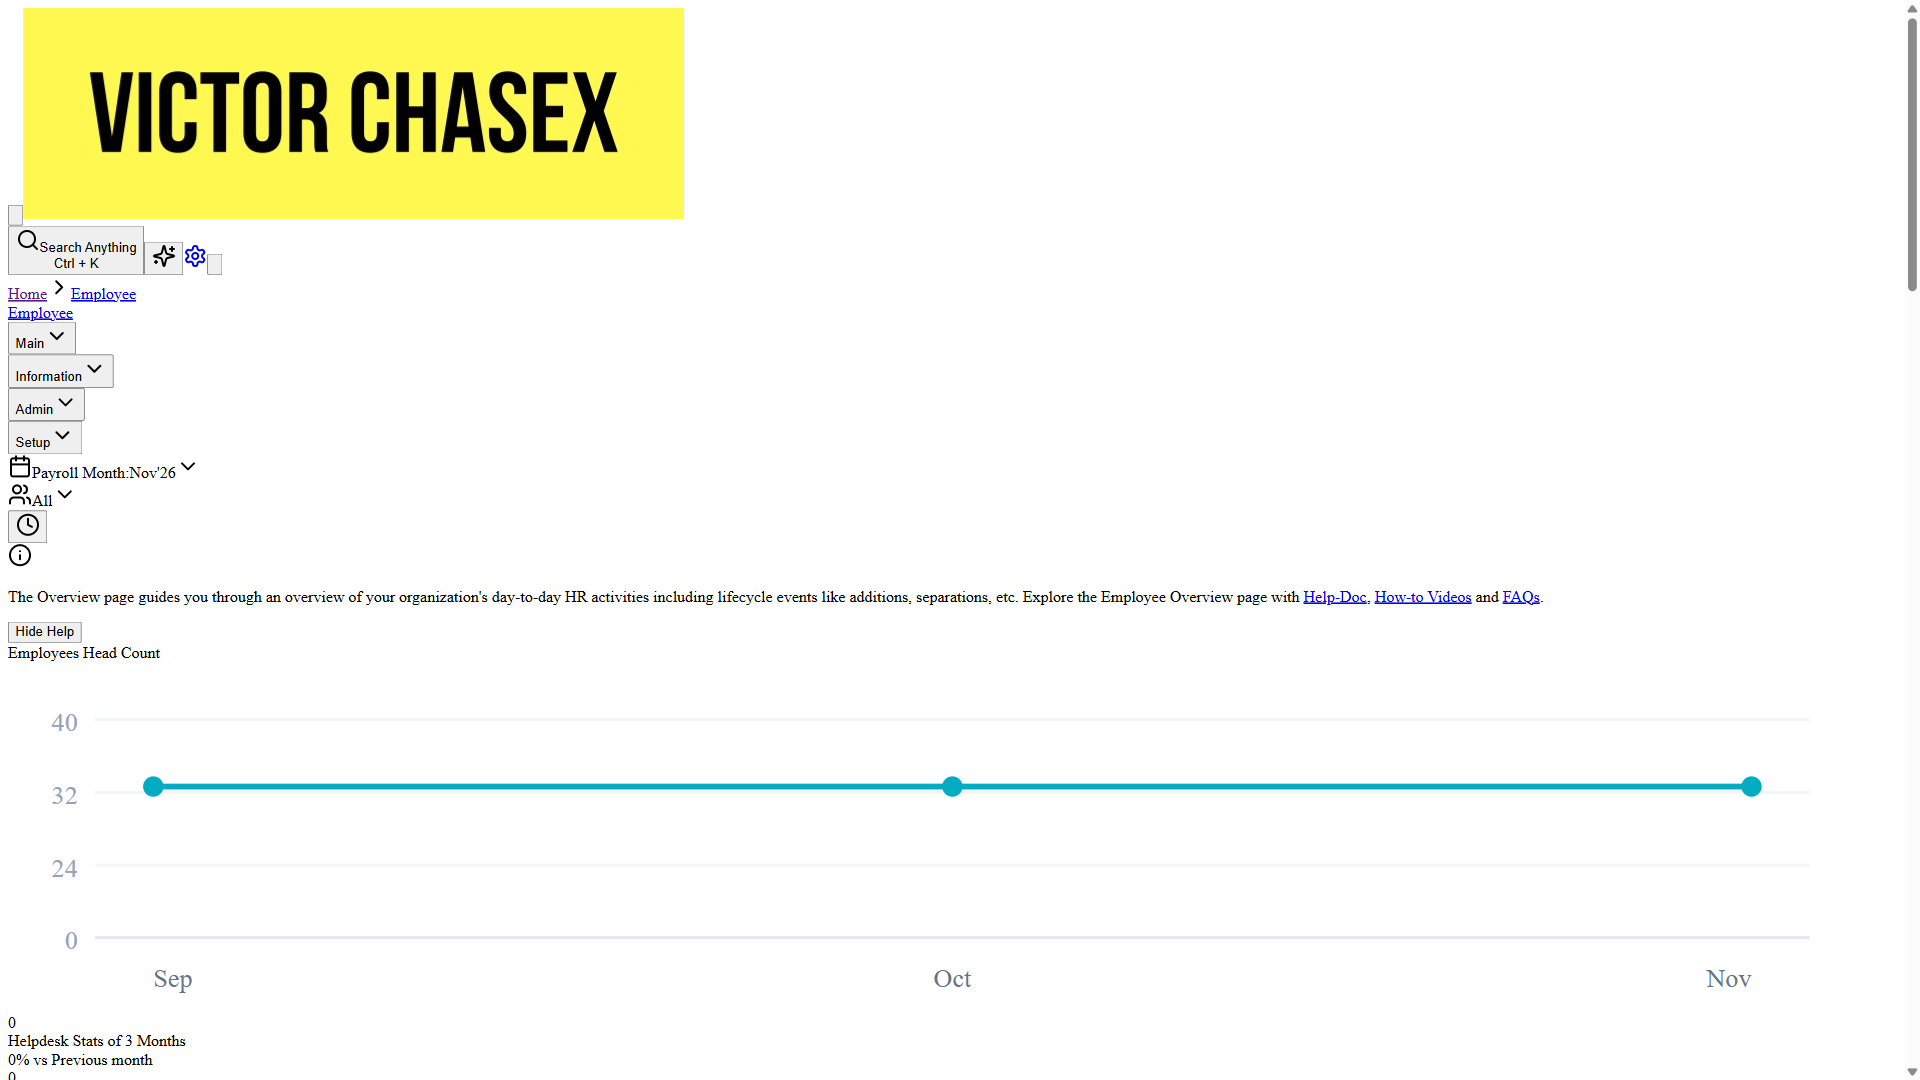 VICTOR CHASEX
Search Anything
Ctrl + K
Home Employee
Employee
Main
Information
Admin
Setup
Payroll Month:Nov'26
All
The Overview page guides you through an overview of your organization's day-to-day HR activities including lifecycle events like additions, separations, etc. Explore the Employee Overview page with Help-Doc, How-to Videos and FAQs.
Hide Help
Employees Head Count
40
32
24
0
Sep Oct Nov
0
Helpdesk Stats of 3 Months
0% vs Previous month
0